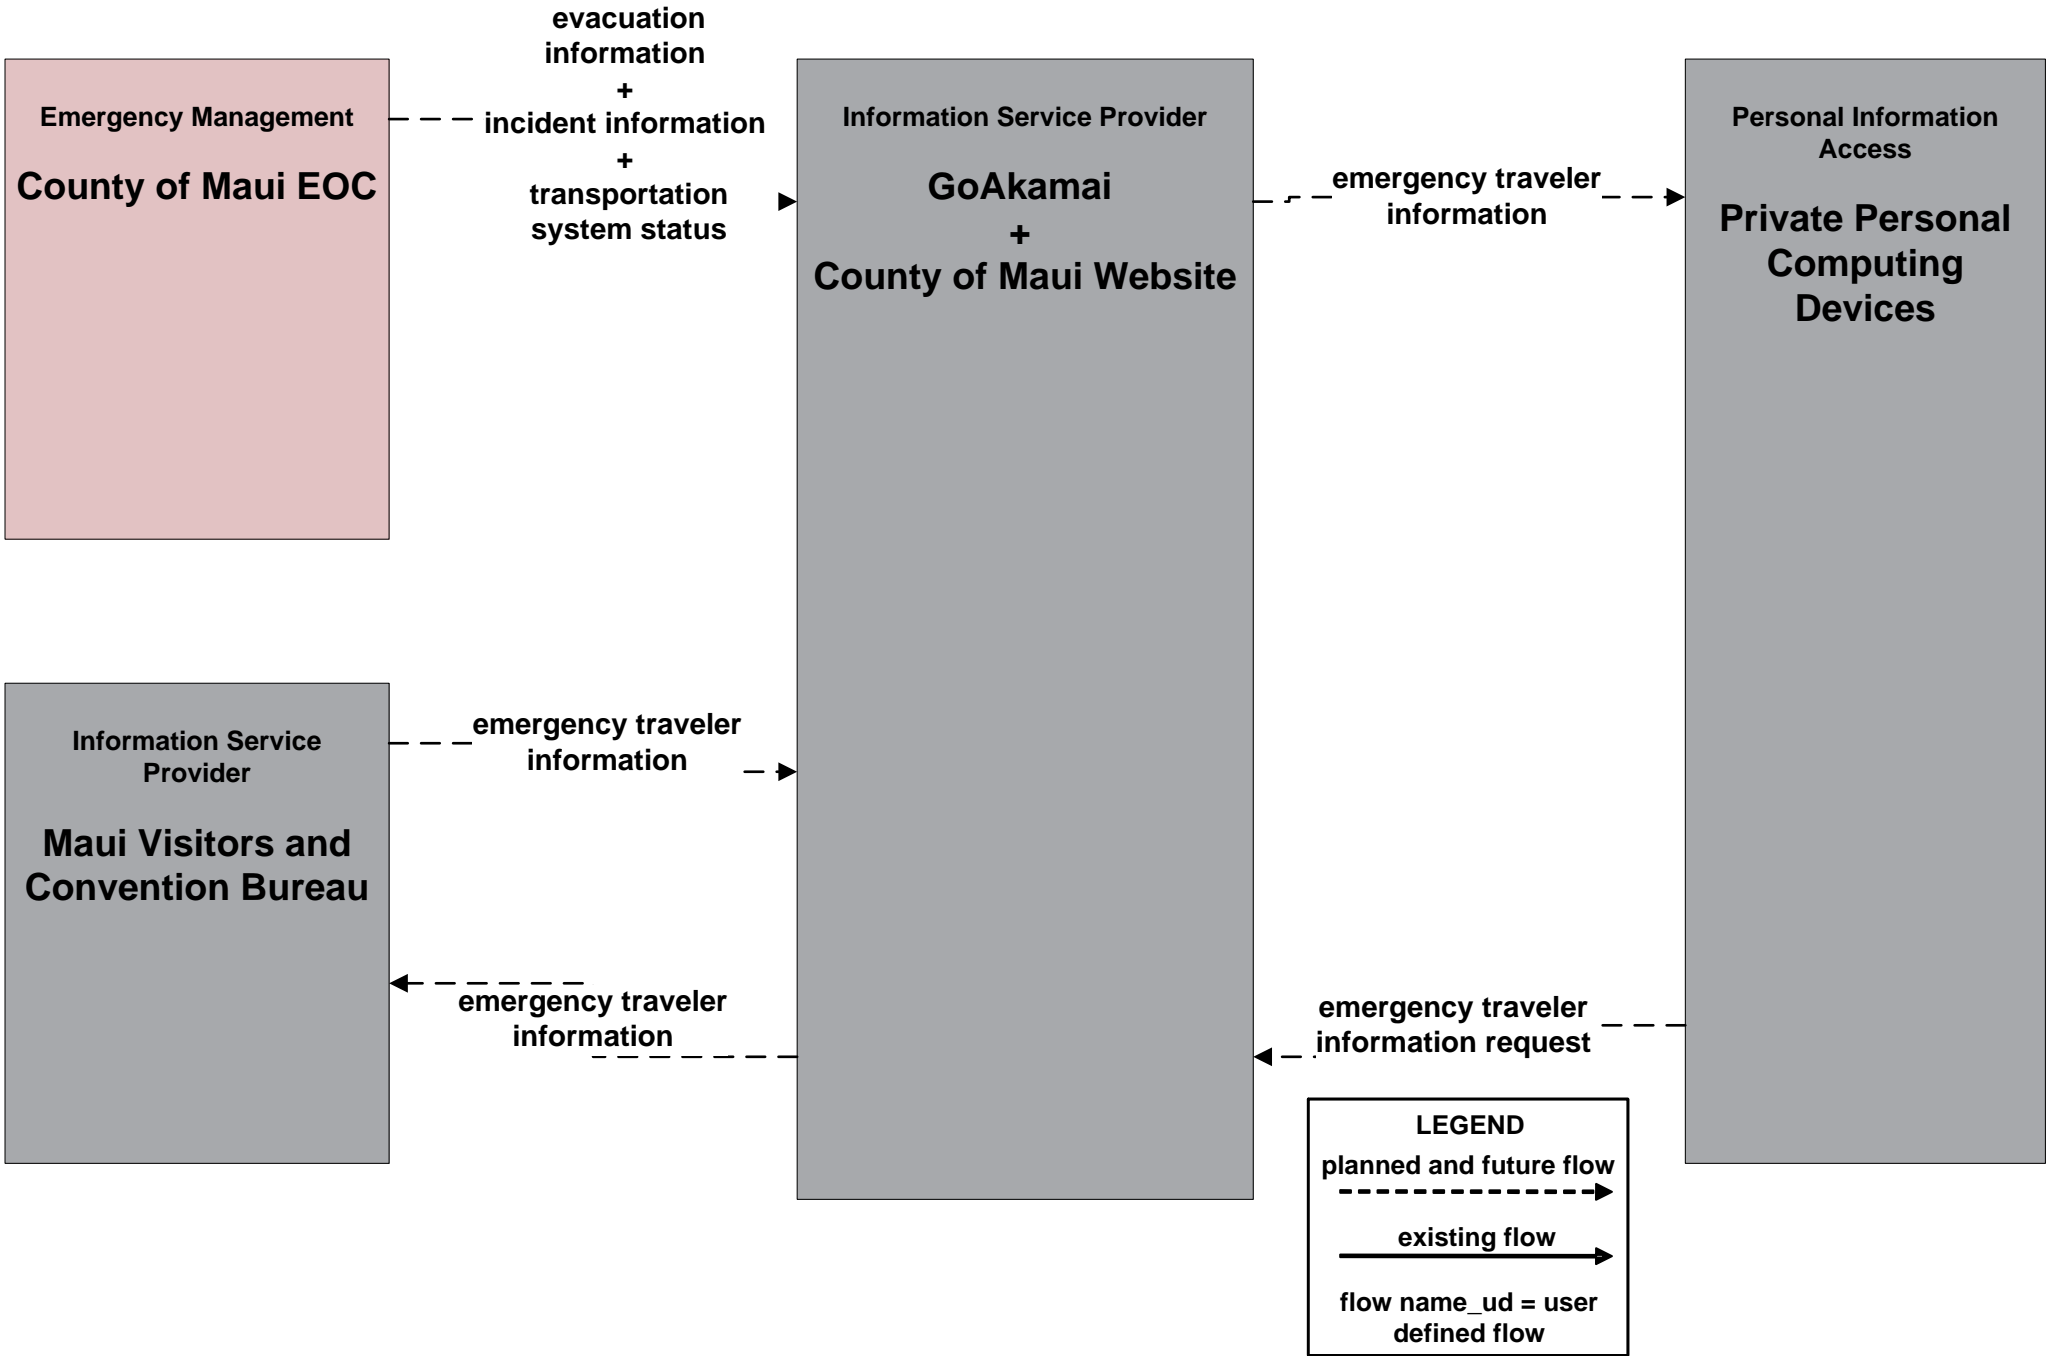 evacuation
information
+
incident information
+
transportation
system status
Emergency Management
County of Maui EOC
Information Service Provider
GoAkamai
+
County of Maui Website
emergency traveler
information
Personal Information
Access
Private Personal
Computing
Devices
Information Service
Provider
Maui Visitors and
Convention Bureau
emergency traveler
information
emergency traveler
information
emergency traveler
information request
LEGEND
planned and future flow
existing flow
flow name_ud = user
defined flow